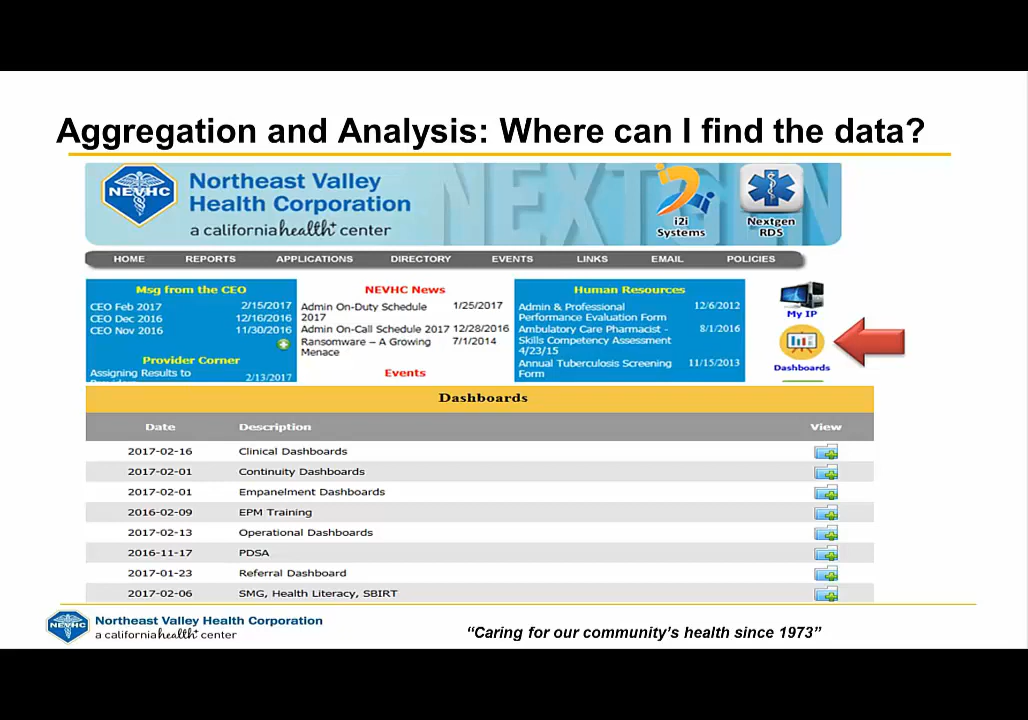 Aggregation and Analysis: Where can I find the data?
NEVHC
Northeast Valley
Health Corporation
a california health+ center
NEXTGEN
i2i
Systems
Nextgen
RDS
HOME REPORTS APPLICATIONS DIRECTORY EVENTS LINKS EMAIL POLICIES
Msg from the CEO
CEO Feb 2017 2/15/2017
CEO Dec 2016 12/16/2016
CEO Nov 2016 11/30/2016
Provider Corner
Assigning Results to 2/13/2017
NEVHC News
Admin On-Duty Schedule 1/25/2017
2017
Admin On-Call Schedule 2017 12/28/2016
Ransomware – A Growing 7/1/2014
Menace
Events
Human Resources
Admin & Professional 12/6/2012
Performance Evaluation Form
Ambulatory Care Pharmacist - 8/1/2016
Skills Competency Assessment
4/23/15
Annual Tuberculosis Screening 11/15/2013
Form
My IP
Dashboards
Dashboards
Date Description View
2017-02-16 Clinical Dashboards
2017-02-01 Continuity Dashboards
2017-02-01 Empanelment Dashboards
2016-02-09 EPM Training
2017-02-13 Operational Dashboards
2016-11-17 PDSA
2017-01-23 Referral Dashboard
2017-02-06 SMG, Health Literacy, SBIRT
NEVHC
Northeast Valley Health Corporation
a california health+ center
“Caring for our community’s health since 1973”